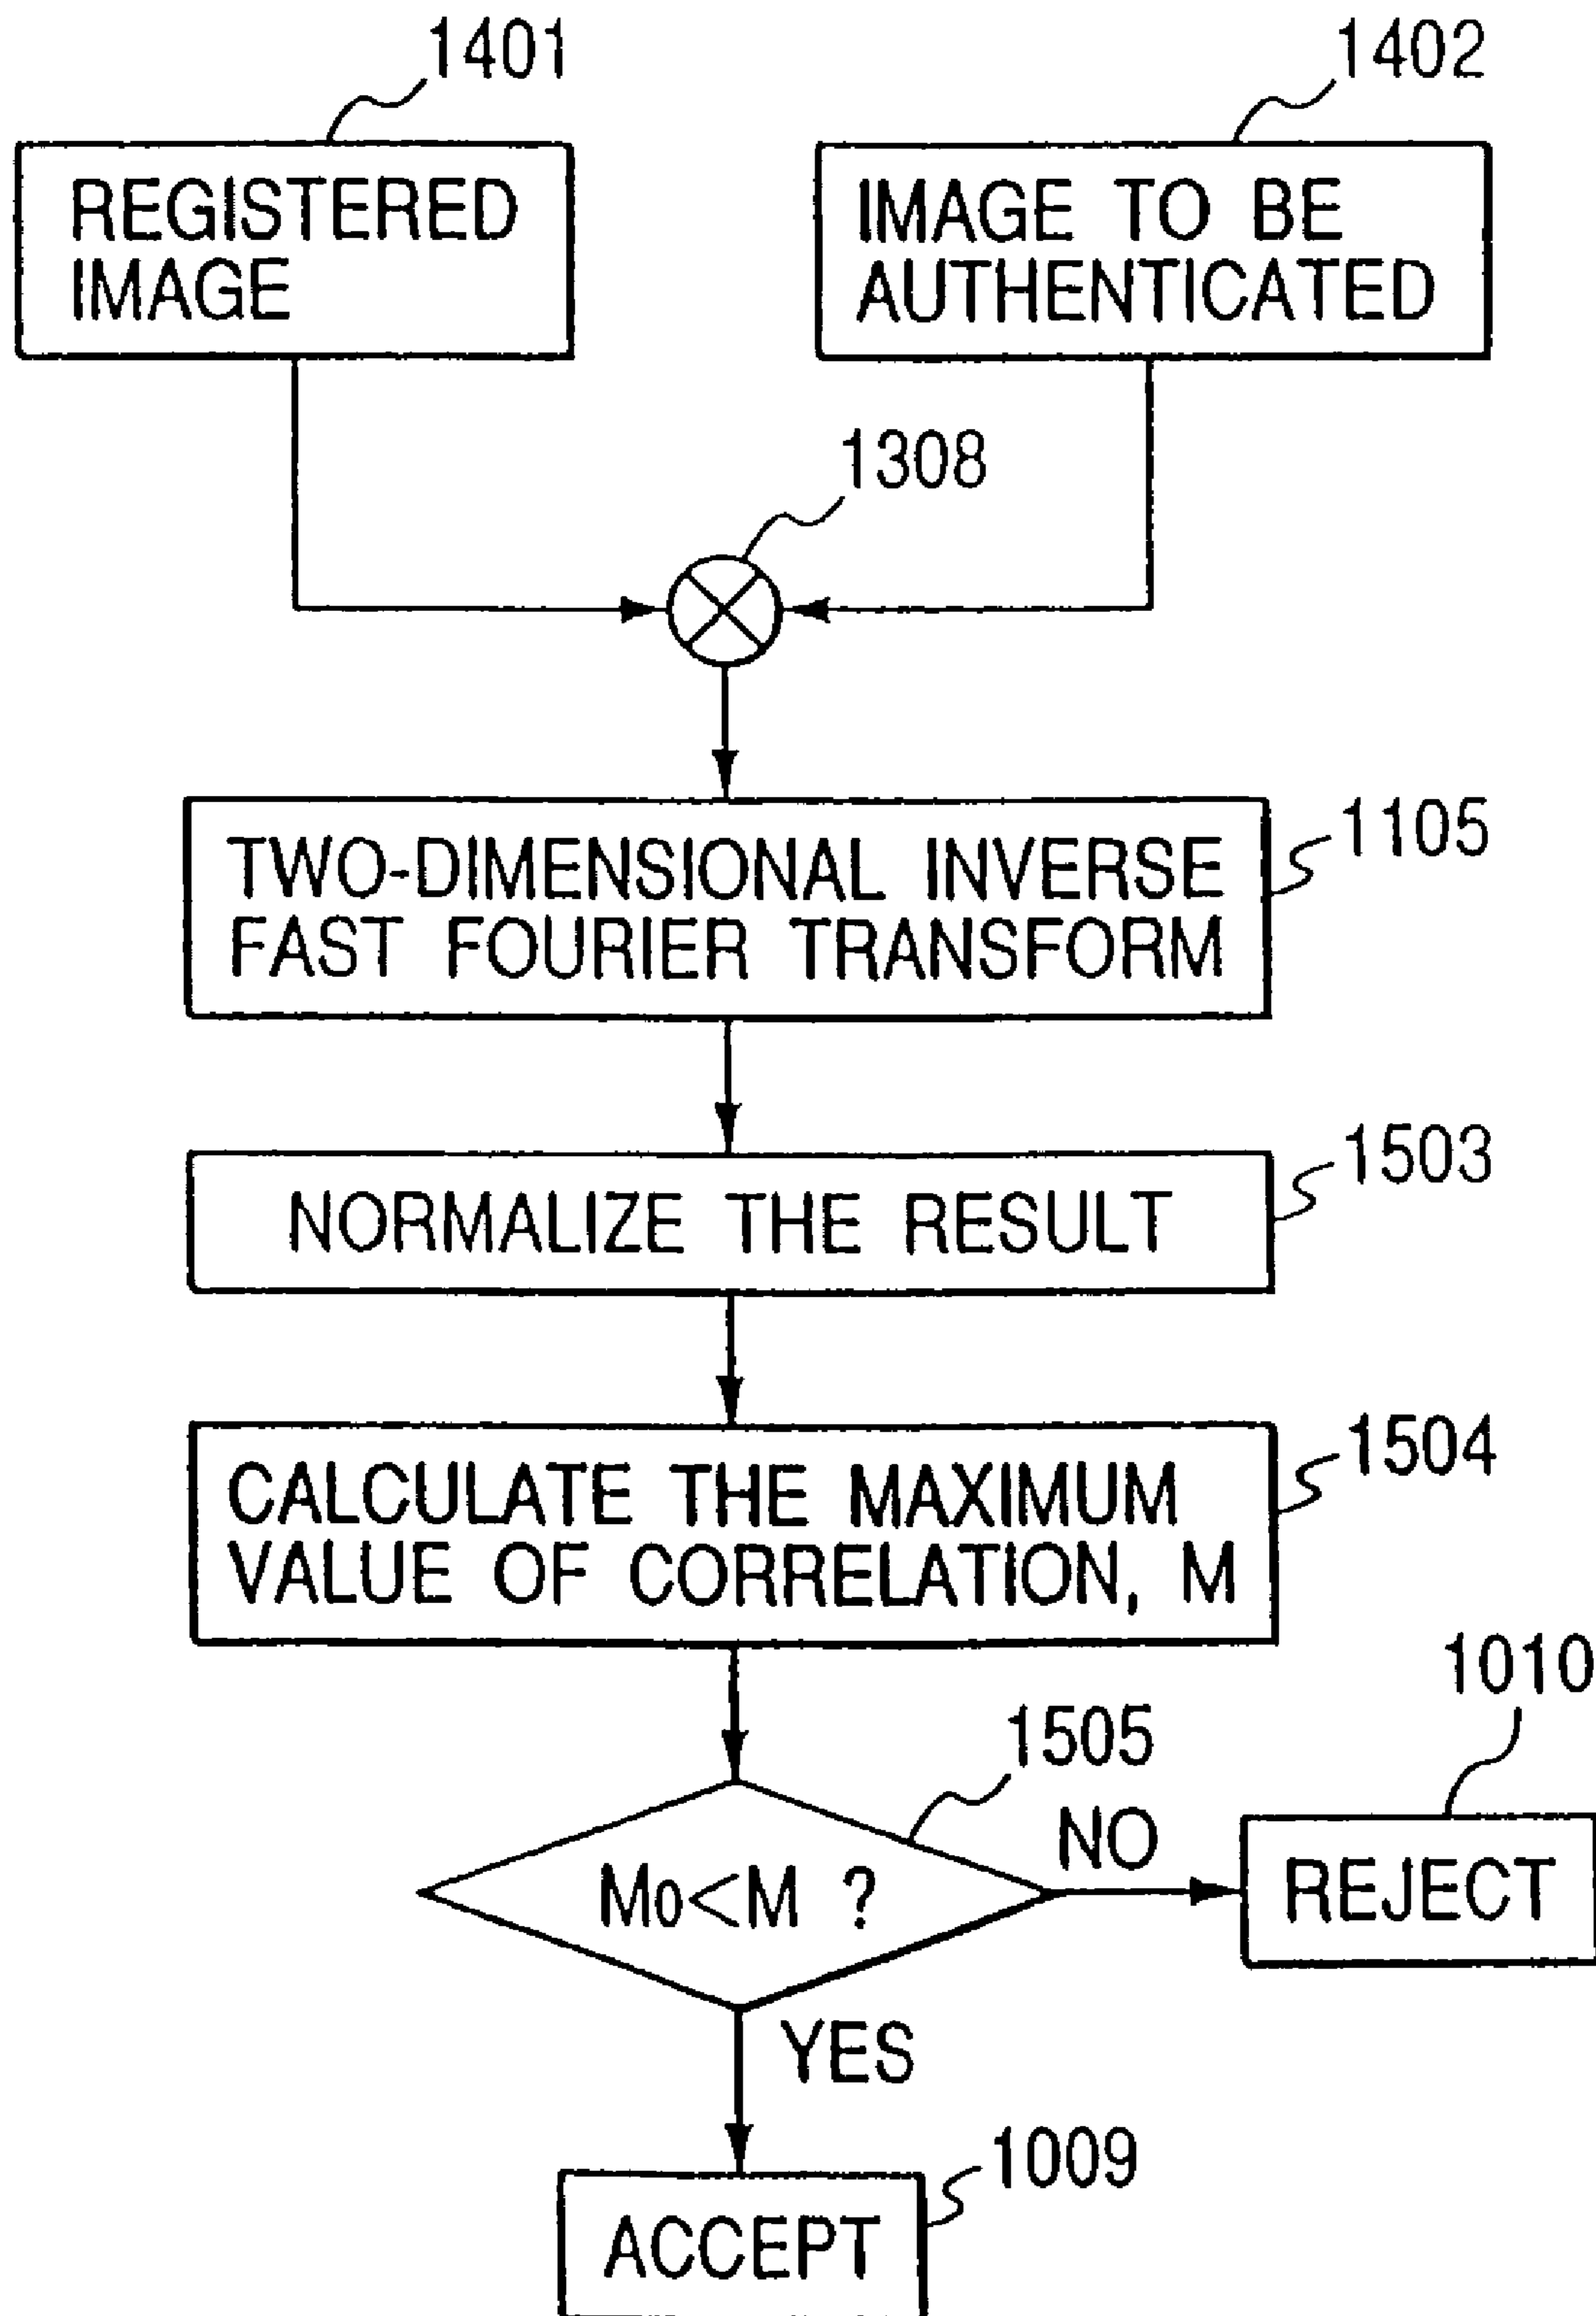 1401
1402
REGISTERED
IMAGE
IMAGE TO BE
AUTHENTICATED
1308
TWO-DIMENSIONAL INVERSE
FAST FOURIER TRANSFORM
1105
NORMALIZE THE RESULT
1503
CALCULATE THE MAXIMUM
VALUE OF CORRELATION, M
1504
1010
1505
NO
M0<M ?
REJECT
YES
1009
ACCEPT